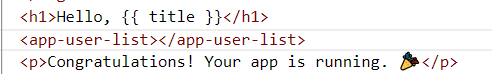 <h1>Hello, {{ title }}</h1>
<app-user-list></app-user-list>
<p>Congratulations! Your app is running. 🎉</p>